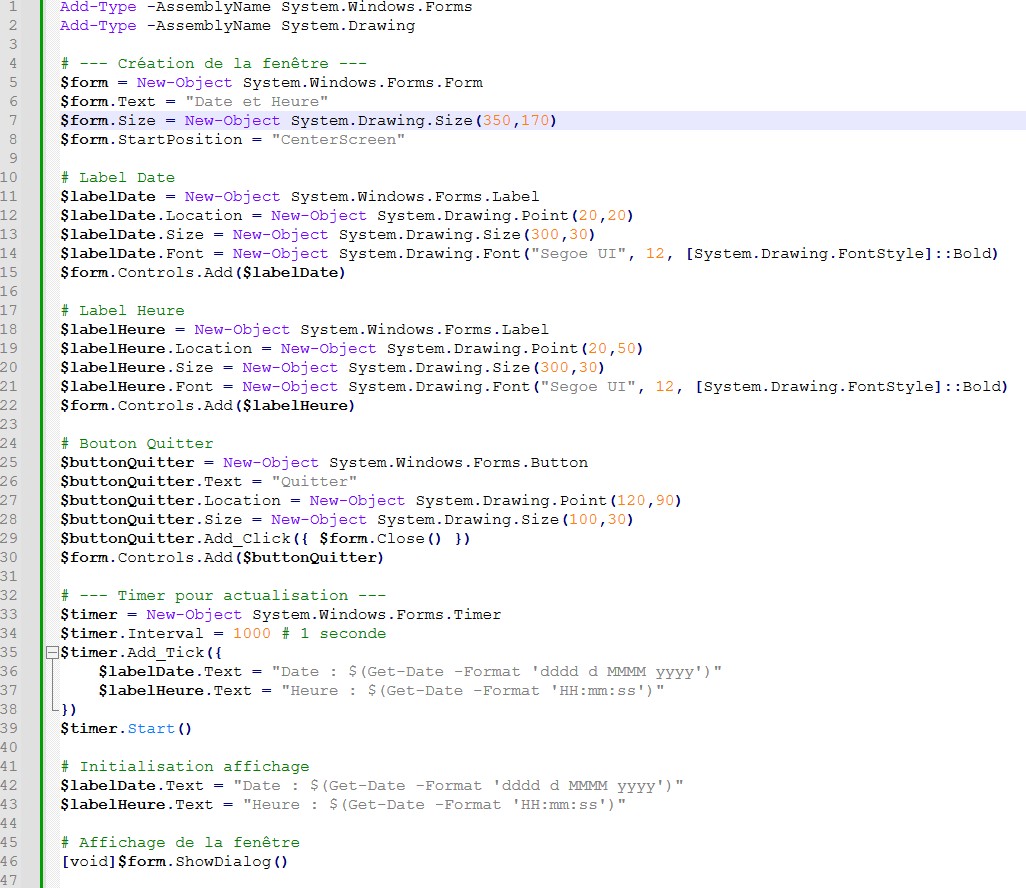 1 Add-Type -AssemblyName System.Windows.Forms
2 Add-Type -AssemblyName System.Drawing
3
4 # --- Création de la fenêtre ---
5 $form = New-Object System.Windows.Forms.Form
6 $form.Text = "Date et Heure"
7 $form.Size = New-Object System.Drawing.Size(350,170)
8 $form.StartPosition = "CenterScreen"
9
10 # Label Date
11 $labelDate = New-Object System.Windows.Forms.Label
12 $labelDate.Location = New-Object System.Drawing.Point(20,20)
13 $labelDate.Size = New-Object System.Drawing.Size(300,30)
14 $labelDate.Font = New-Object System.Drawing.Font("Segoe UI", 12, [System.Drawing.FontStyle]::Bold)
15 $form.Controls.Add($labelDate)
16
17 # Label Heure
18 $labelHeure = New-Object System.Windows.Forms.Label
19 $labelHeure.Location = New-Object System.Drawing.Point(20,50)
20 $labelHeure.Size = New-Object System.Drawing.Size(300,30)
21 $labelHeure.Font = New-Object System.Drawing.Font("Segoe UI", 12, [System.Drawing.FontStyle]::Bold)
22 $form.Controls.Add($labelHeure)
23
24 # Bouton Quitter
25 $buttonQuitter = New-Object System.Windows.Forms.Button
26 $buttonQuitter.Text = "Quitter"
27 $buttonQuitter.Location = New-Object System.Drawing.Point(120,90)
28 $buttonQuitter.Size = New-Object System.Drawing.Size(100,30)
29 $buttonQuitter.Add_Click({ $form.Close() })
30 $form.Controls.Add($buttonQuitter)
31
32 # --- Timer pour actualisation ---
33 $timer = New-Object System.Windows.Forms.Timer
34 $timer.Interval = 1000 # 1 seconde
35 $timer.Add_Tick({
36     $labelDate.Text = "Date : $(Get-Date -Format 'dddd d MMMM yyyy')"
37     $labelHeure.Text = "Heure : $(Get-Date -Format 'HH:mm:ss')"
38 })
39 $timer.Start()
40
41 # Initialisation affichage
42 $labelDate.Text = "Date : $(Get-Date -Format 'dddd d MMMM yyyy')"
43 $labelHeure.Text = "Heure : $(Get-Date -Format 'HH:mm:ss')"
44
45 # Affichage de la fenêtre
46 [void]$form.ShowDialog()
47